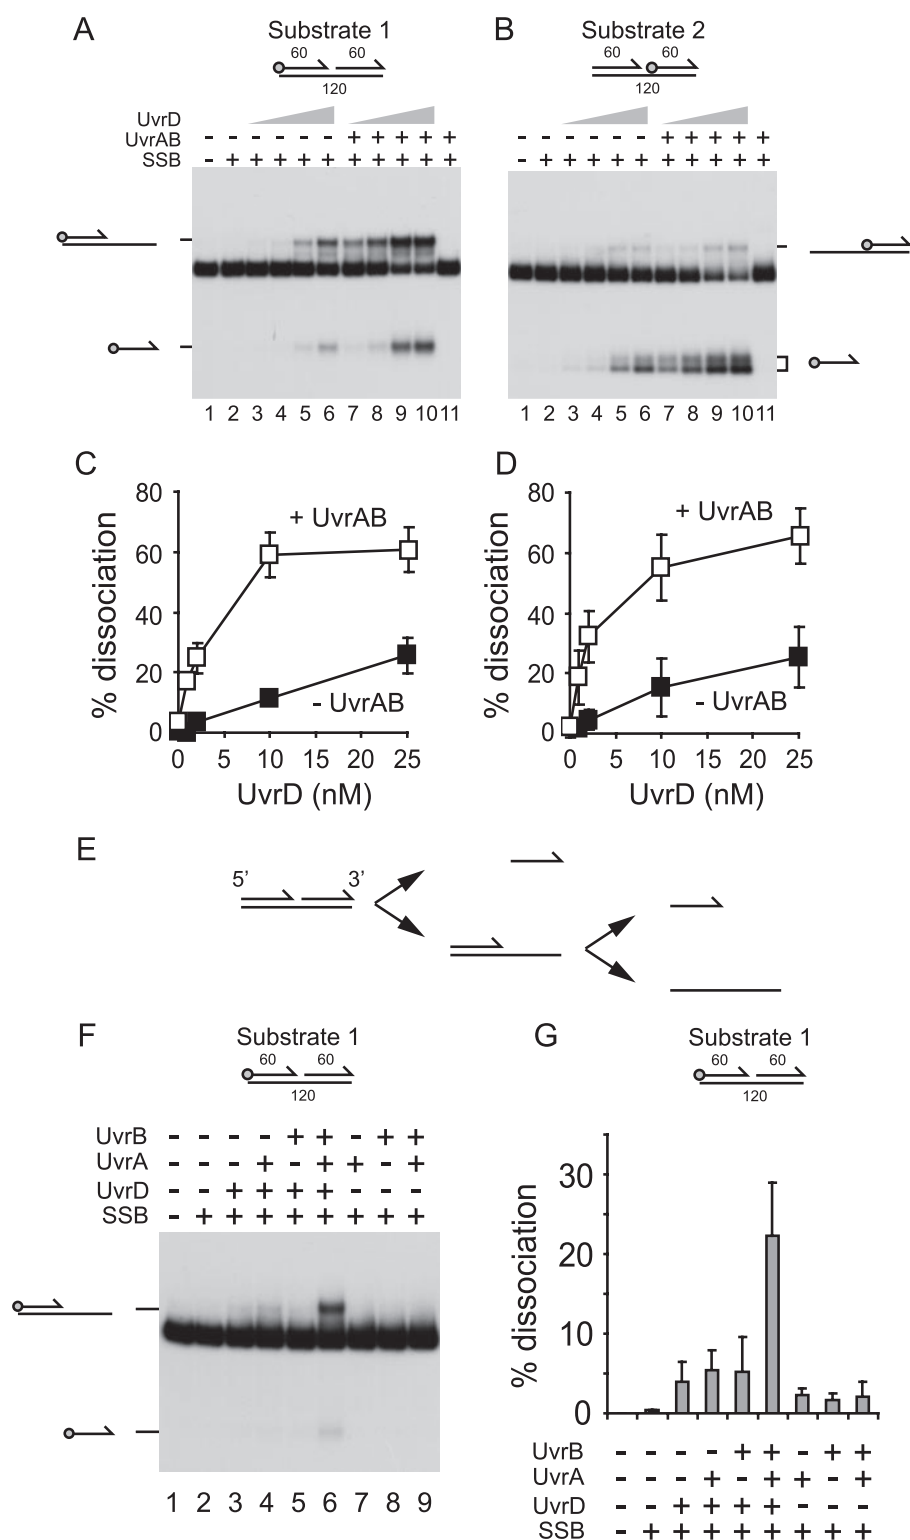 A
Substrate 1
60 60
120
UvrD
UvrAB - - - - - - + + + + +
SSB - + + + + + + + + + +
1 2 3 4 5 6 7 8 9 10 11
B
Substrate 2
60 60
120
- - - - - - + + + + +
- + + + + + + + + + +
1 2 3 4 5 6 7 8 9 10 11
C
% dissociation
80
60
40
20
0
+ UvrAB
- UvrAB
0 5 10 15 20 25
UvrD (nM)
D
% dissociation
80
60
40
20
0
+ UvrAB
- UvrAB
0 5 10 15 20 25
UvrD (nM)
E
5’ 3’
F
Substrate 1
60 60
120
UvrB - - - - + + - + +
UvrA - - - + - + + - +
UvrD - - + + + + - - -
SSB - + + + + + + + +
1 2 3 4 5 6 7 8 9
G
Substrate 1
60 60
120
% dissociation
30
20
10
0
UvrB - - - - + + - + +
UvrA - - - + - + + - +
UvrD - - + + + + - - -
SSB - + + + + + + + +